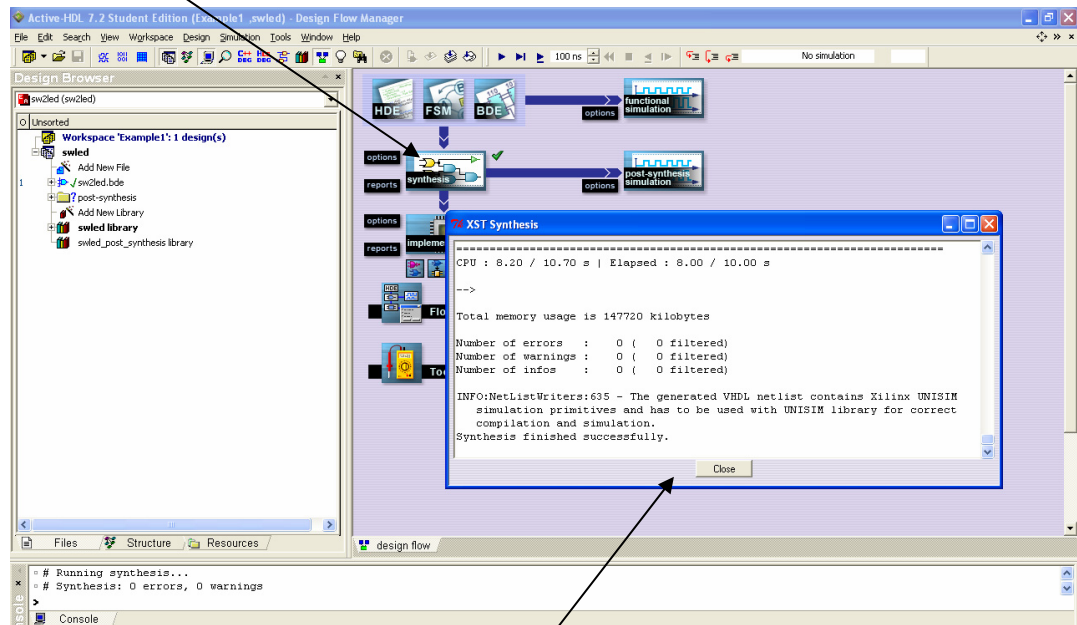 Active-HDL 7.2 Student Edition (Example1 ,swled) - Design Flow Manager
File Edit Search View Workspace Design Simulation Tools Window Help
100 ns
No simulation
Design Browser
sw2led (sw2led)
O Unsorted
Workspace 'Example1': 1 design(s)
swled
Add New File
1 sw2led.bde
post-synthesis
Add New Library
swled library
swled_post_synthesis library
Files Structure Resources
HDE FSM BDE
options
functional simulation
options
reports
synthesis
options
post-synthesis simulation
options
reports
impleme
Flo
Too
XST Synthesis
=========================================================================
CPU : 8.20 / 10.70 s | Elapsed : 8.00 / 10.00 s
-->
Total memory usage is 147720 kilobytes
Number of errors : 0 ( 0 filtered)
Number of warnings : 0 ( 0 filtered)
Number of infos : 0 ( 0 filtered)
INFO:NetListWriters:635 - The generated VHDL netlist contains Xilinx UNISIM
simulation primitives and has to be used with UNISIM library for correct
compilation and simulation.
Synthesis finished successfully.
Close
design flow
# Running synthesis...
# Synthesis: 0 errors, 0 warnings
>
Console